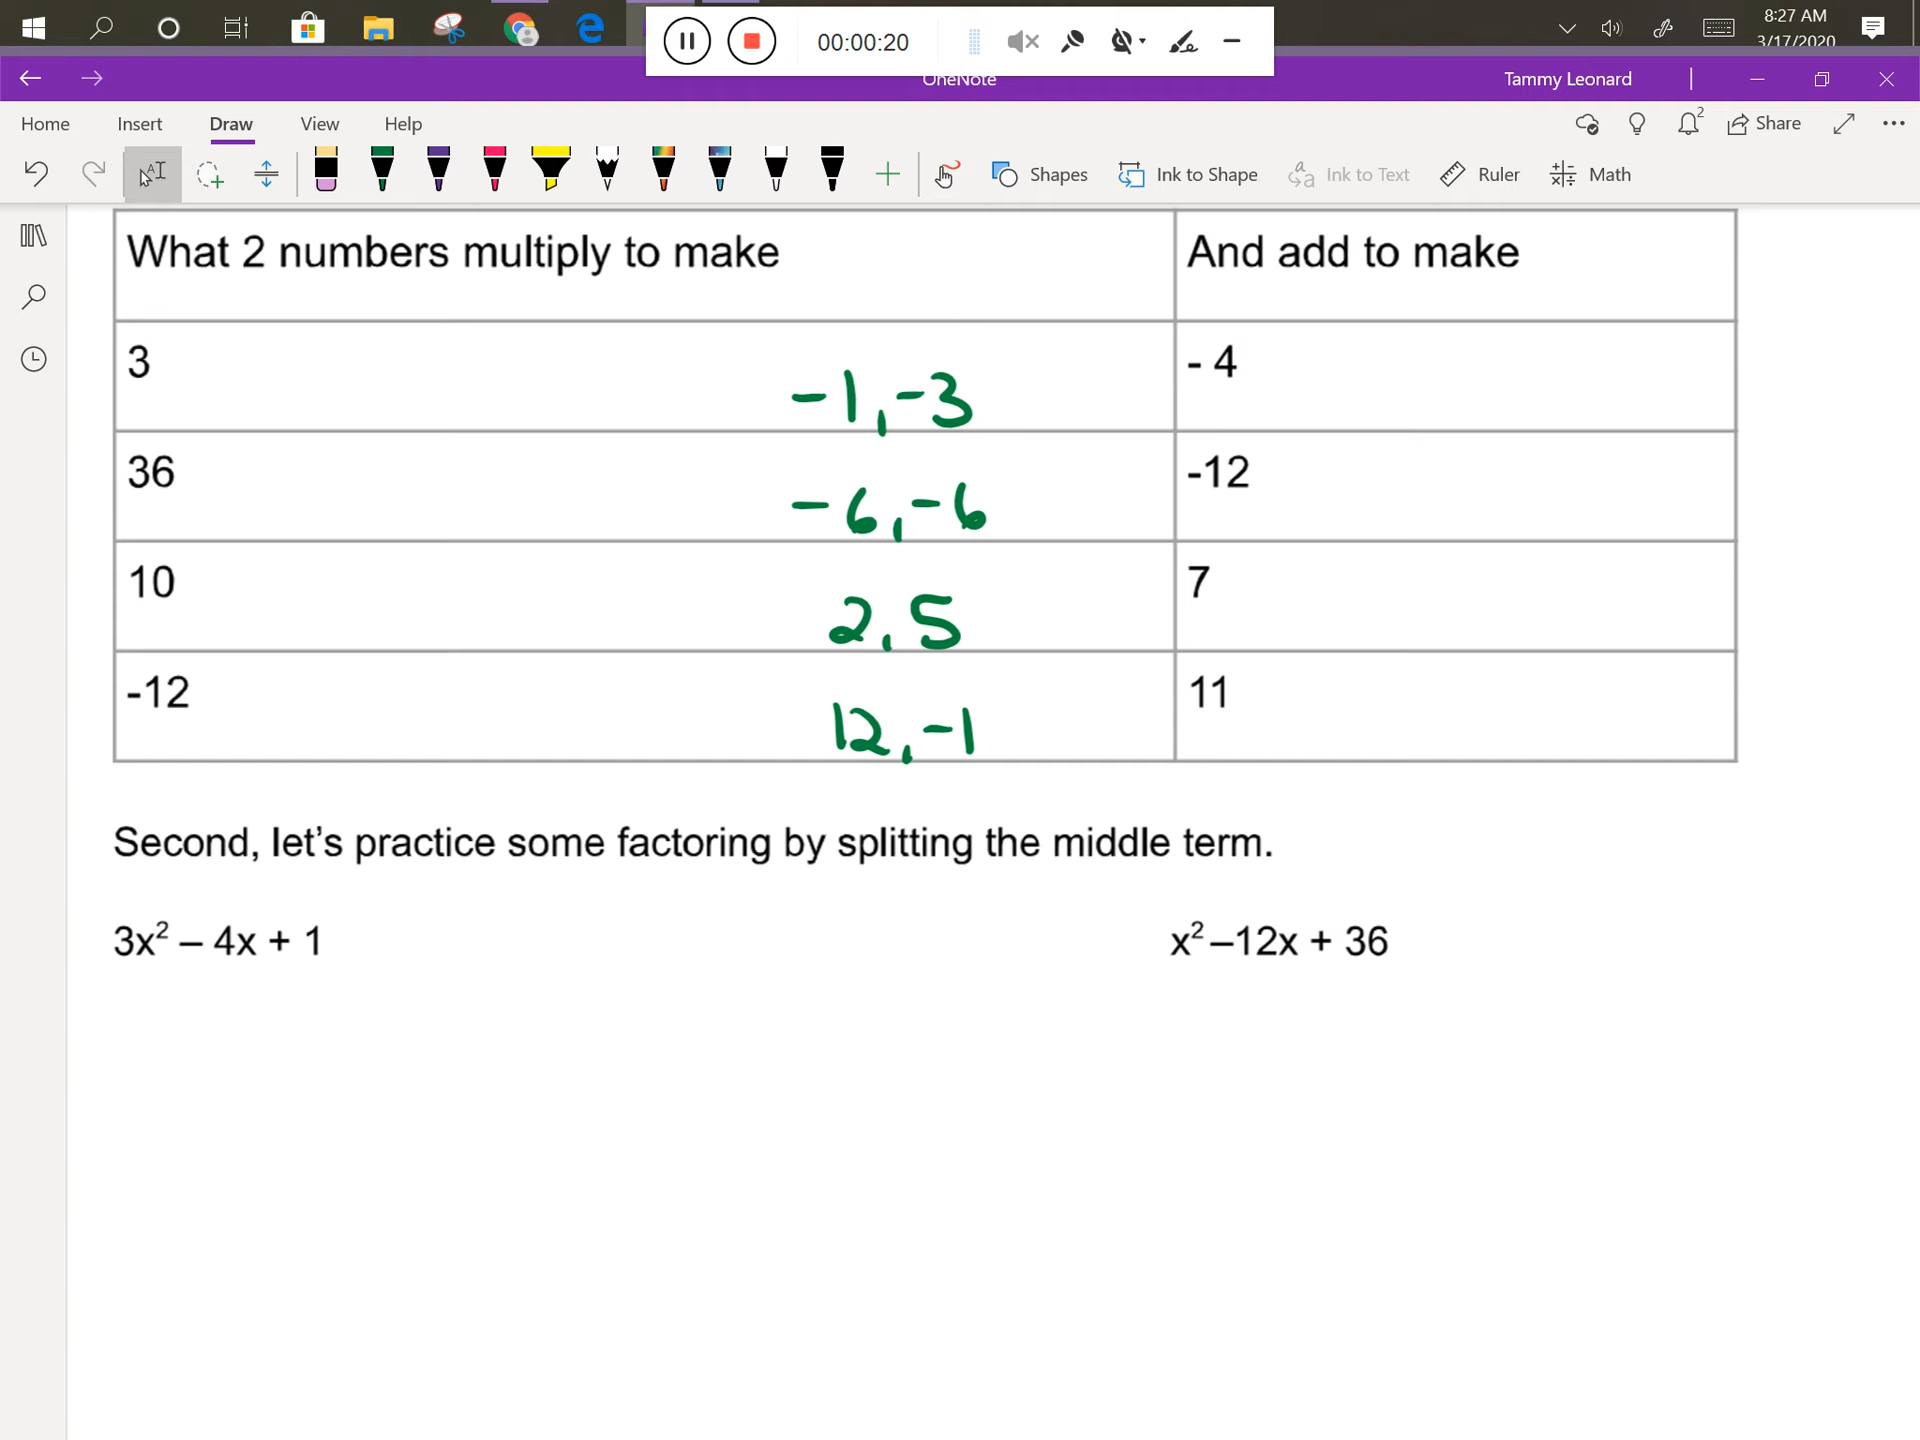 8:27 AM
3/17/2020
00:00:20
OneNote
Tammy Leonard
Home Insert Draw View Help
2 Share
Shapes Ink to Shape Ink to Text Ruler Math
What 2 numbers multiply to make And add to make
3 -1, -3 - 4
36 -6, -6 -12
10 2, 5 7
-12 12, -1 11
Second, let's practice some factoring by splitting the middle term.
3x² – 4x + 1 x² –12x + 36